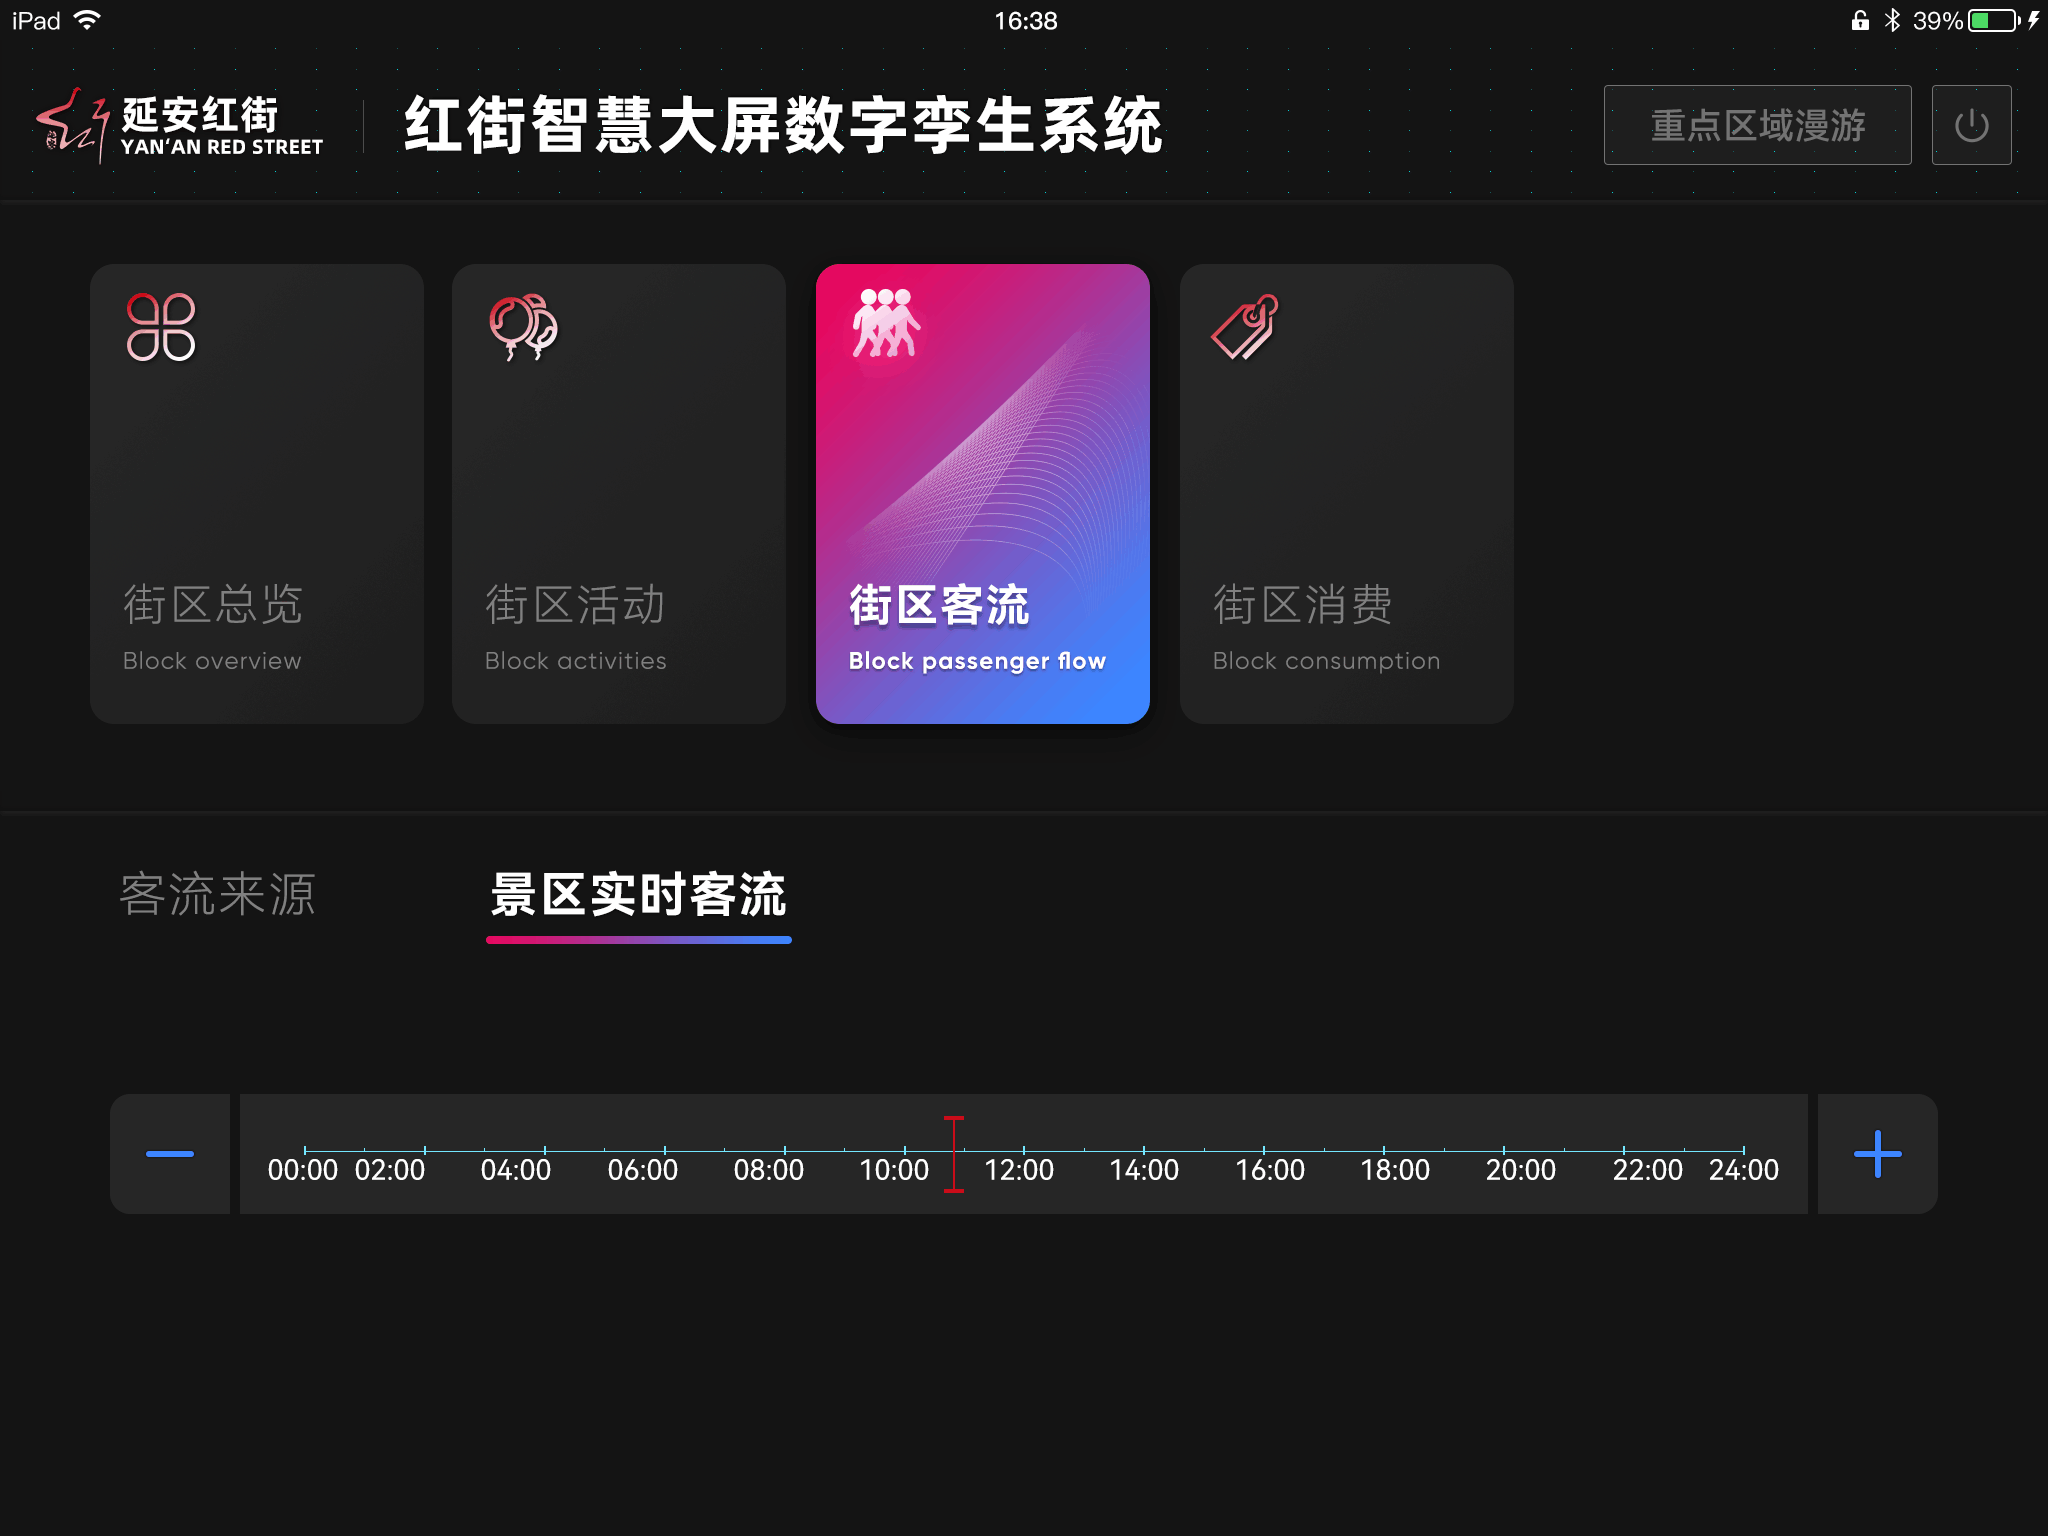 iPad 16:38 39%
延安红街
YAN'AN RED STREET
红街智慧大屏数字孪生系统
重点区域漫游
街区总览
Block overview
街区活动
Block activities
街区客流
Block passenger flow
街区消费
Block consumption
客流来源 景区实时客流
00:00 02:00 04:00 06:00 08:00 10:00 12:00 14:00 16:00 18:00 20:00 22:00 24:00